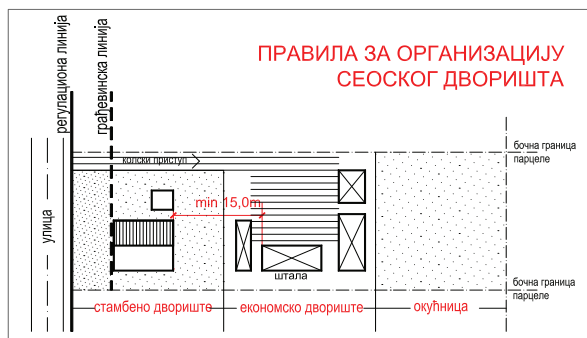 ПРАВИЛА ЗА ОРГАНИЗАЦИЈУ
СЕОСКОГ ДВОРИШТА
регулациона линија
грађевинска линија
бочна граница
парцеле
колски приступ
min 15,0m
улица
штала
бочна граница
парцеле
стамбено двориште
економско двориште
окућница